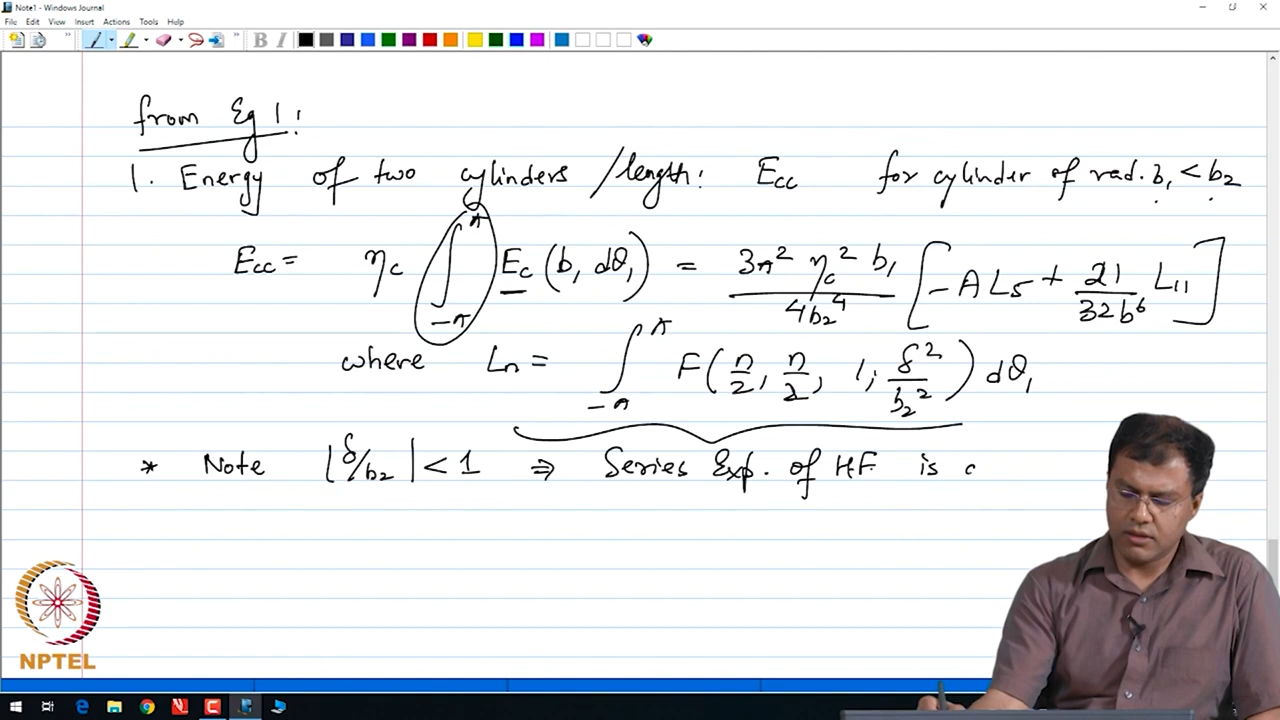 Note1 - Windows Journal
File Edit View Insert Actions Tools Help
B I
from Eq 1:
1. Energy of two cylinders /length: Ecc for cylinder of rad. b₁ < b₂
Ecc = ηc ∫_{-π}^{π} Ec (b₁ dθ₁) = 3π² ηc² b₁ / 4b₂⁴ [ -A L₅ + 21/32b⁶ L₁₁ ]
where Lₙ = ∫_{-π}^{π} F( n/2, n/2, 1; δ²/b₂² ) dθ₁
* Note |δ/b₂| < 1 ⇒ Series Exp. of H.F. is c
NPTEL